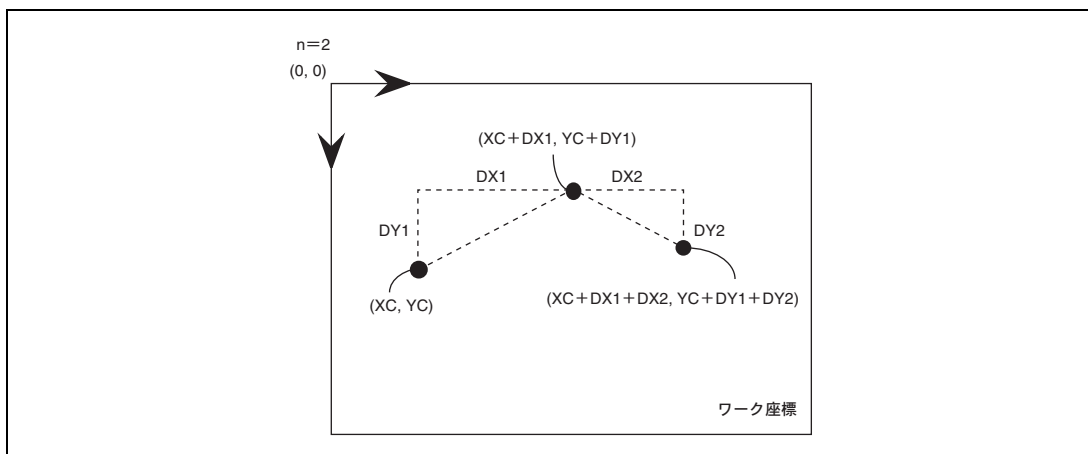 n＝2
(0, 0)
(XC＋DX1, YC＋DY1)
DX1
DX2
DY1
DY2
(XC, YC)
(XC＋DX1＋DX2, YC＋DY1＋DY2)
ワーク座標